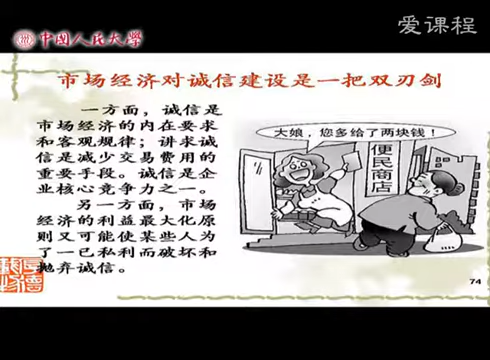 爱课程
中国人民大学
市场经济对诚信建设是一把双刃剑
一方面，诚信是
市场经济的内在要求
和客观规律；讲求诚
信是减少交易费用的
重要手段。诚信是企
业核心竞争力之一。
另一方面，市场
经济的利益最大化原
则又可能使某些人为
了一已私利而破坏和
抛弃诚信。
大娘，您多给了两块钱！
便民商店
74